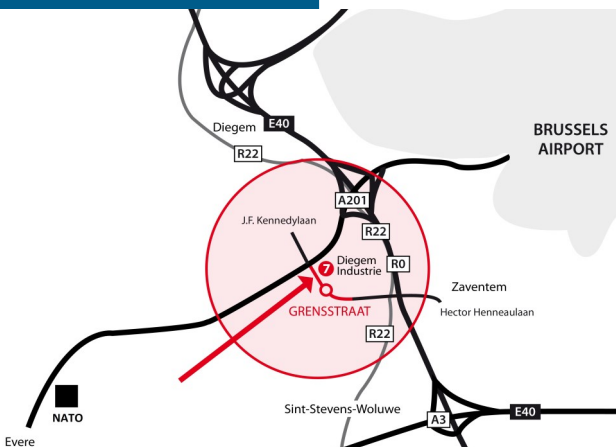 Diegem
E40
R22
BRUSSELS
AIRPORT
A201
J.F. Kennedylaan
R22
7
Diegem
Industrie
R0
Zaventem
GRENSSTRAAT
Hector Henneaulaan
R22
NATO
Sint-Stevens-Woluwe
A3
E40
Evere